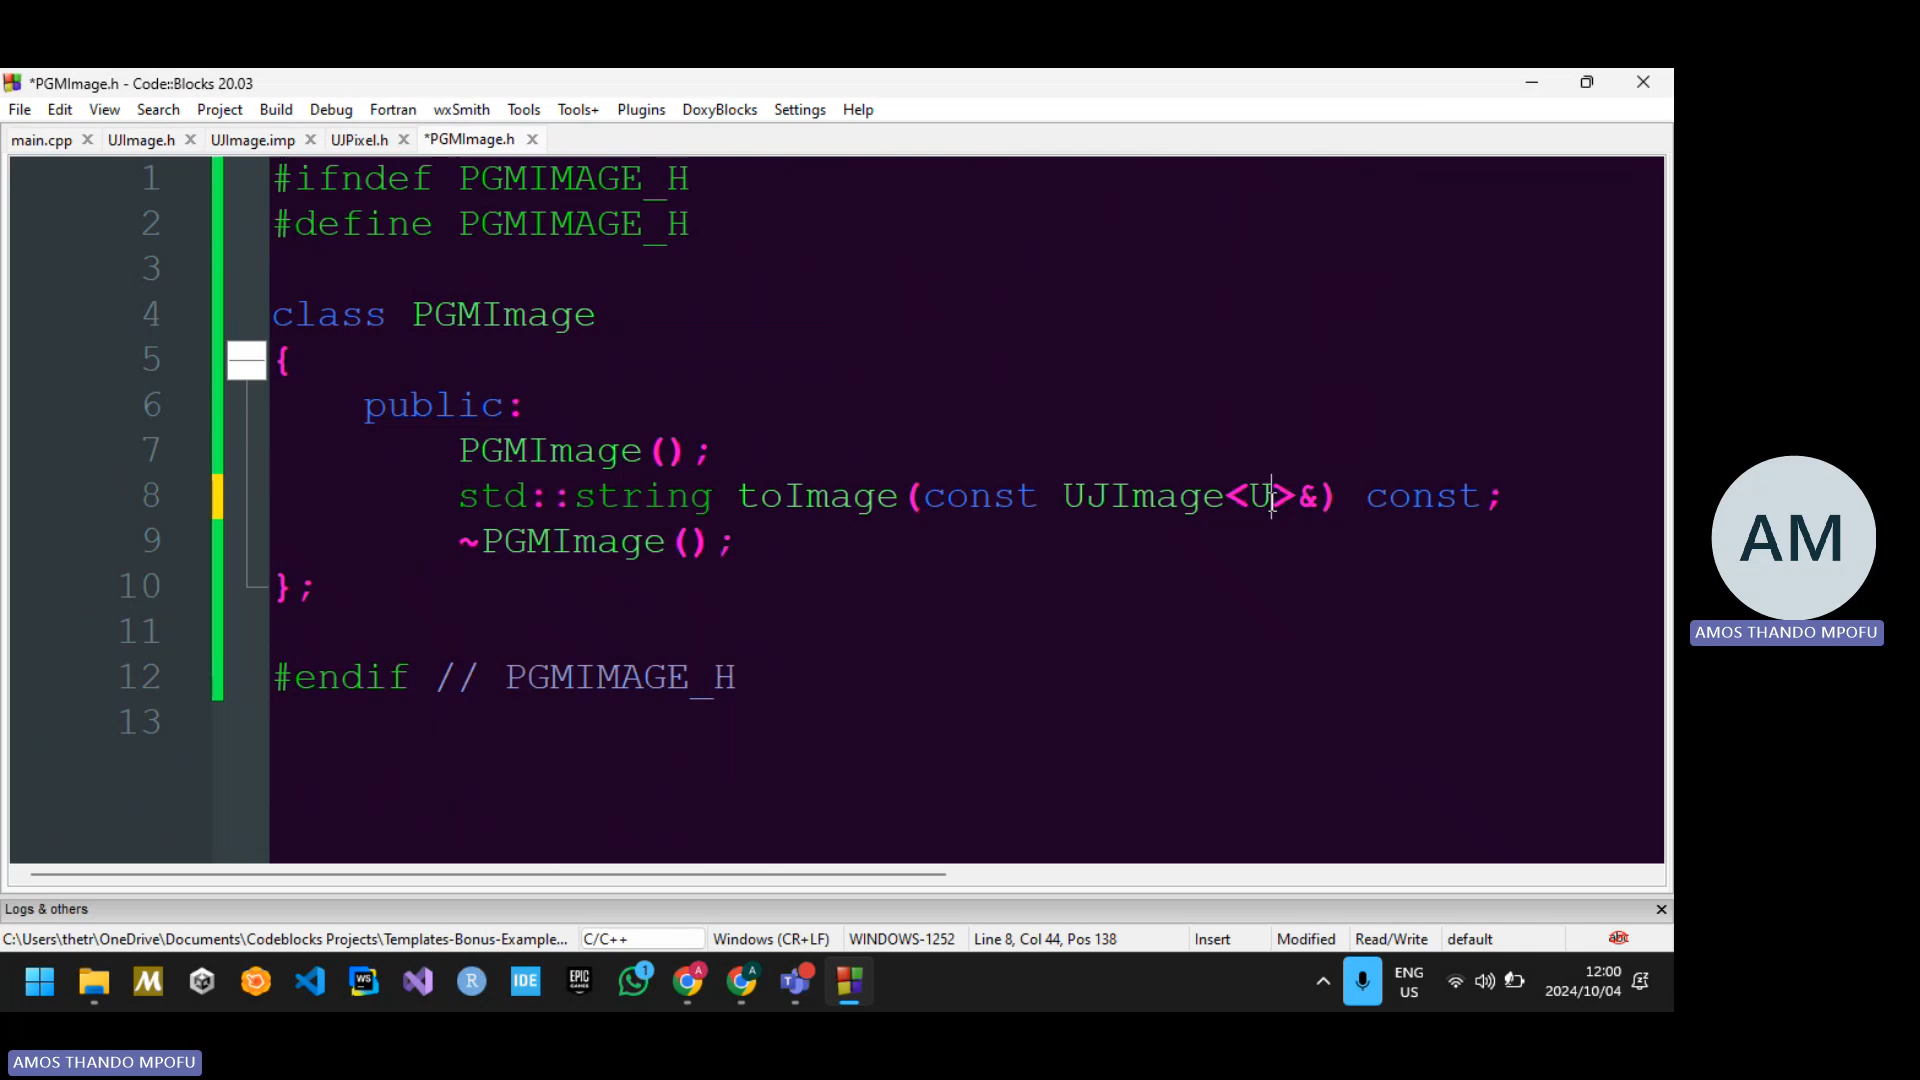 *PGMImage.h - Code::Blocks 20.03
File Edit View Search Project Build Debug Fortran wxSmith Tools Tools+ Plugins DoxyBlocks Settings Help
main.cpp UJImage.h UJImage.imp UJPixel.h *PGMImage.h
1 #ifndef PGMIMAGE_H
2 #define PGMIMAGE_H
3
4 class PGMImage
5 {
6 public:
7 PGMImage();
8 std::string toImage(const UJImage<U>&) const;
9 ~PGMImage();
10 };
11
12 #endif // PGMIMAGE_H
13
AM
AMOS THANDO MPOFU
Logs & others
C:\Users\thetr\OneDrive\Documents\Codeblocks Projects\Templates-Bonus-Example... C/C++ Windows (CR+LF) WINDOWS-1252 Line 8, Col 44, Pos 138 Insert Modified Read/Write default
M WS R IDE EPIC GAMES 1 A A T ENG US 12:00 2024/10/04
AMOS THANDO MPOFU